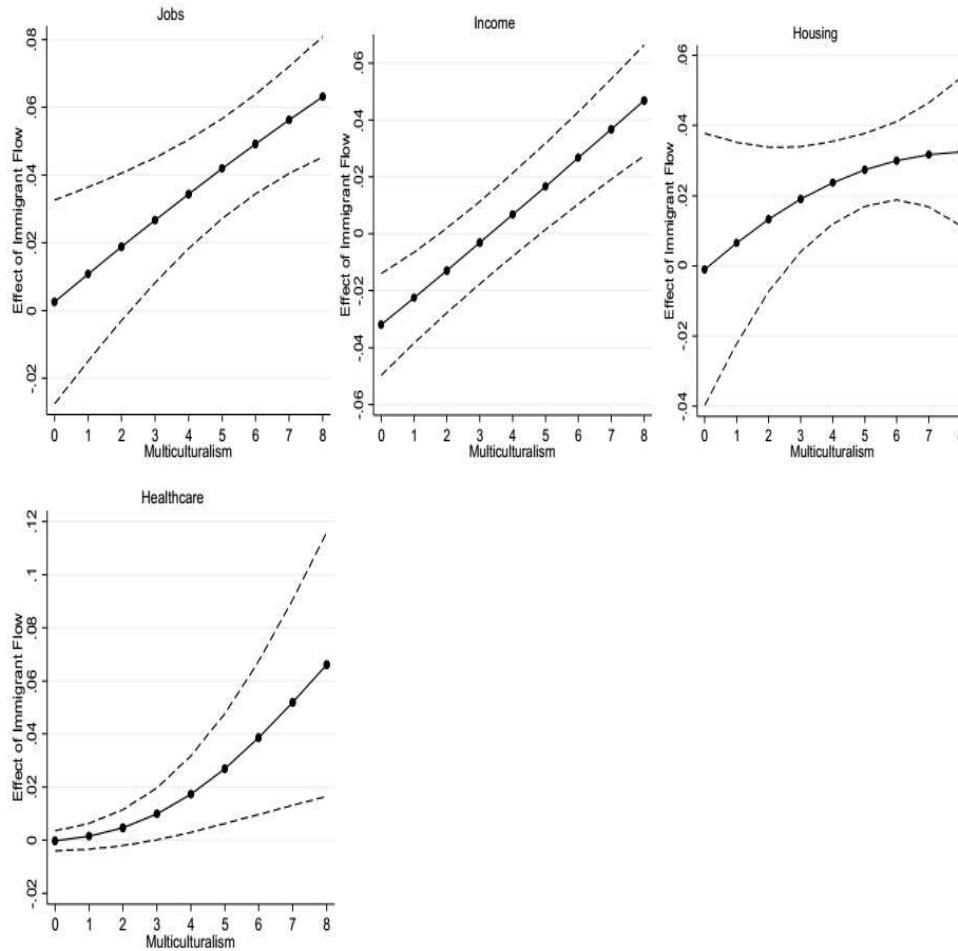 Jobs
Effect of Immigrant Flow
-.02 0 .02 .04 .06 .08
0 1 2 3 4 5 6 7 8
Multiculturalism
Income
Effect of Immigrant Flow
-.06 -.04 -.02 0 .02 .04 .06
0 1 2 3 4 5 6 7 8
Multiculturalism
Housing
Effect of Immigrant Flow
-.04 -.02 0 .02 .04 .06
0 1 2 3 4 5 6 7
Multiculturalism
Healthcare
Effect of Immigrant Flow
-.02 0 .02 .04 .06 .08 .1 .12
0 1 2 3 4 5 6 7 8
Multiculturalism